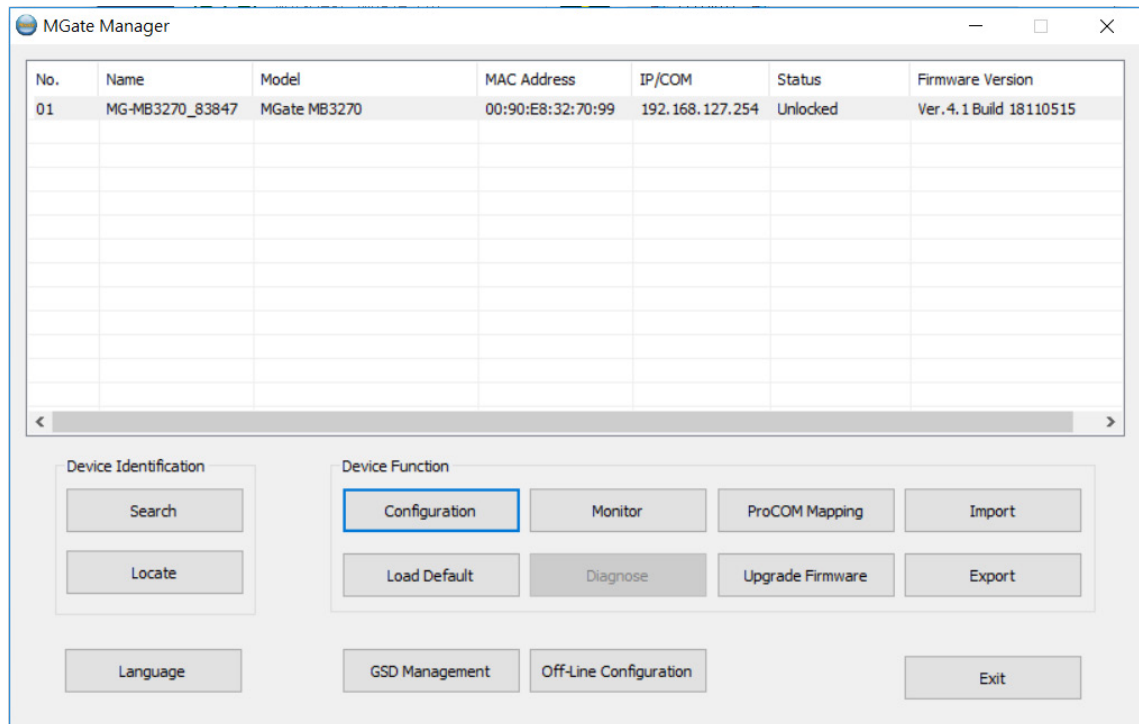 MGate Manager
No. Name Model MAC Address IP/COM Status Firmware Version
01 MG-MB3270_83847 MGate MB3270 00:90:E8:32:70:99 192.168.127.254 Unlocked Ver.4.1 Build 18110515
Device Identification Device Function
Search Configuration Monitor ProCOM Mapping Import
Locate Load Default Diagnose Upgrade Firmware Export
Language GSD Management Off-Line Configuration Exit